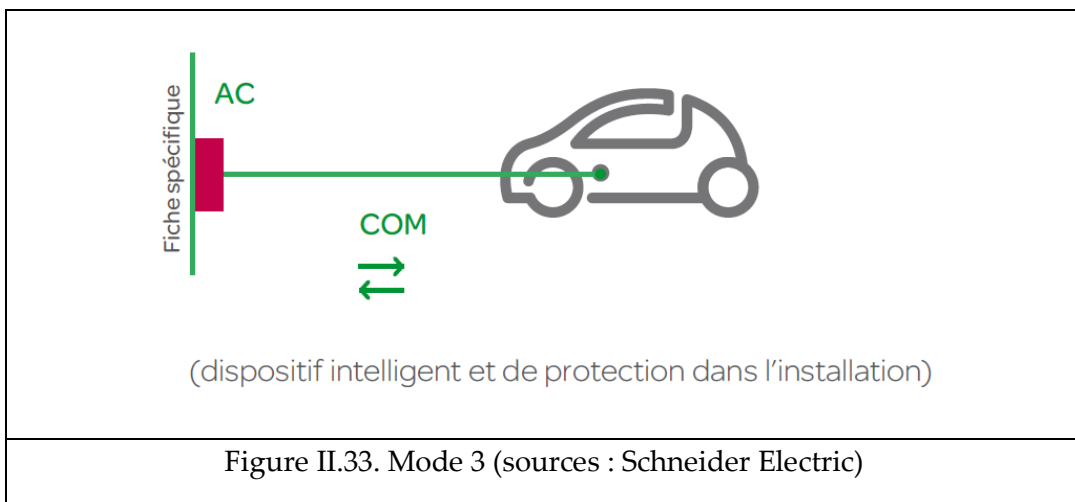 AC
Fiche spécifique
COM
(dispositif intelligent et de protection dans l'installation)
Figure II.33. Mode 3 (sources : Schneider Electric)